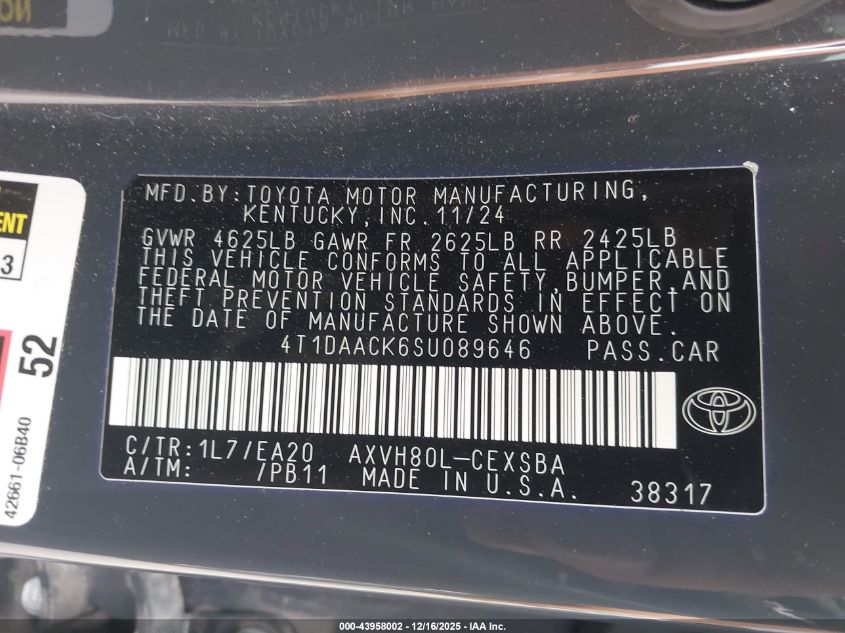 MFD.BY:TOYOTA MOTOR MANUFACTURING,
KENTUCKY,INC.11/24
GVWR 4625LB GAWR FR 2625LB RR 2425LB
THIS VEHICLE CONFORMS TO ALL APPLICABLE
FEDERAL MOTOR VEHICLE SAFETY,BUMPER,AND
THEFT PREVENTION STANDARDS IN EFFECT ON
THE DATE OF MANUFACTURE SHOWN ABOVE.
4T1DAACK6SU089646 PASS.CAR
C/TR:1L7/EA20 AXVH80L-CEXSBA
A/TM: /PB11 MADE IN U.S.A. 38317
ENT
3
52
42661-06B40
000-43958002 - 12/16/2025 - IAA Inc.